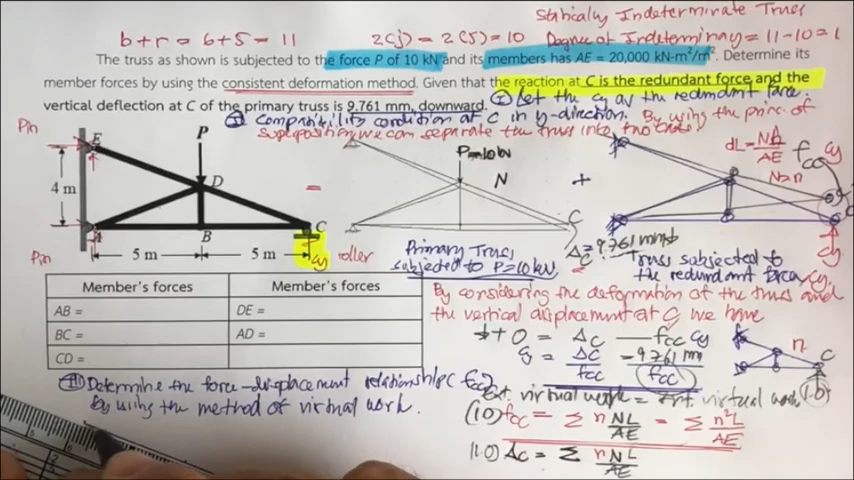 Statically Indeterminate Truss
b+r = 6+5 = 11 2(j) = 2(5) = 10 Degree of Indeterminacy = 11-10 = 1
The truss as shown is subjected to the force P of 10 kN and its members has AE = 20,000 kN-m²/m². Determine its
member forces by using the consistent deformation method. Given that the reaction at C is the redundant force and the
vertical deflection at C of the primary truss is 9.761 mm, downward.
I Let the Cy as the redundant force.
II Compatibility condition at C in y-direction. By using the princ. of
superposition we can separate the truss into two cases
Pin
E
P
D
4 m
A
B
C
Pin
5 m
5 m
Cy
roller
=
P=10 kN
N
C
+
dL = NL/AE
N=n
fcc
Cy
Cy
Primary Truss
subjected to P=10 kN
Δc = 9.761 mm
Truss subjected to
the redundant force, Cy.
Member's forces Member's forces
AB = DE =
BC = AD =
CD =
By considering the deformation of the truss and
the vertical displacement at C, we have
+ 0 = Δc - fcc Cy
Cy = Δc/fcc = 9.761 mm/fcc
n
C
(1.0)
III Determine the force-displacement relationship (fcc)
by using the method of virtual work.
Ext. virtual work = Int. virtual work
(1.0) fcc = Σ n NL/AE = Σ n²L/AE
(1.0) Δc = Σ n NL/AE